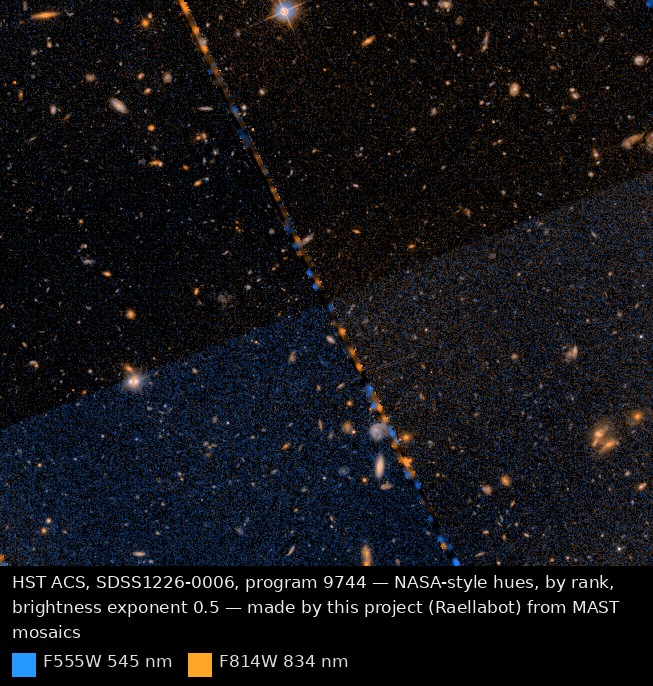 HST ACS, SDSS1226-0006, program 9744 — NASA-style hues, by rank,
brightness exponent 0.5 — made by this project (Raellabot) from MAST
mosaics
F555W 545 nm F814W 834 nm